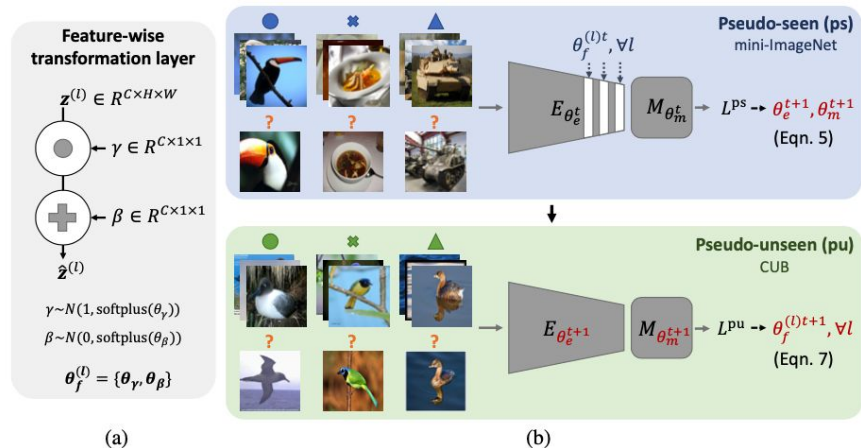 Feature-wise
transformation layer
z^(l) ∈ R^{C×H×W}
γ ∈ R^{C×1×1}
β ∈ R^{C×1×1}
ẑ^(l)
γ~N(1, softplus(θ_γ))
β~N(0, softplus(θ_β))
θ_f^(l) = {θ_γ, θ_β}
(a)
Pseudo-seen (ps)
mini-ImageNet
θ_f^{(l)t}, ∀l
? ? ?
E_{θ_e^t}
M_{θ_m^t}
L^ps → θ_e^{t+1}, θ_m^{t+1}
(Eqn. 5)
Pseudo-unseen (pu)
CUB
? ? ?
E_{θ_e^{t+1}}
M_{θ_m^{t+1}}
L^pu → θ_f^{(l)t+1}, ∀l
(Eqn. 7)
(b)